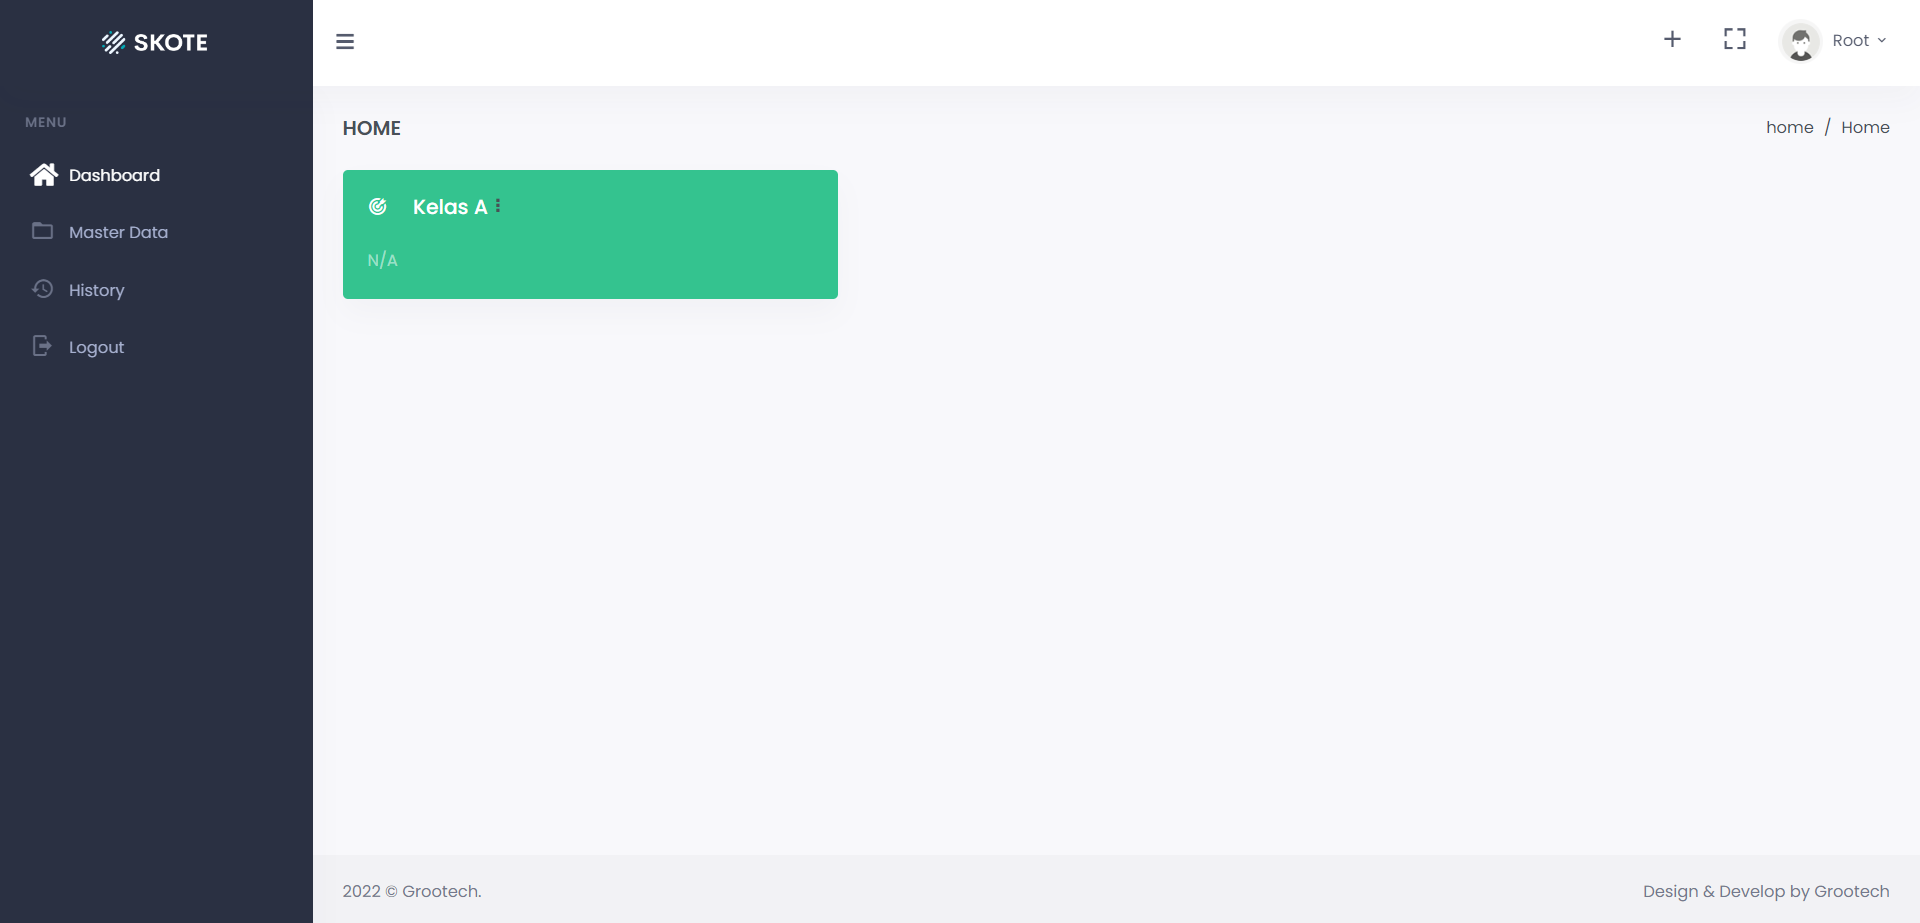 SKOTE
Root
MENU
Dashboard
Master Data
History
Logout
HOME
home / Home
Kelas A
N/A
2022 © Grootech.
Design & Develop by Grootech